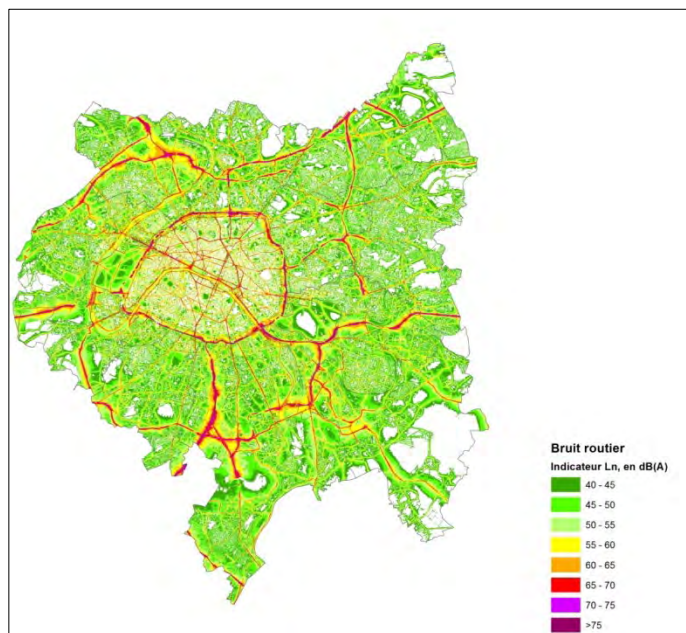 Bruit routier
Indicateur Ln, en dB(A)
40 - 45
45 - 50
50 - 55
55 - 60
60 - 65
65 - 70
70 - 75
>75